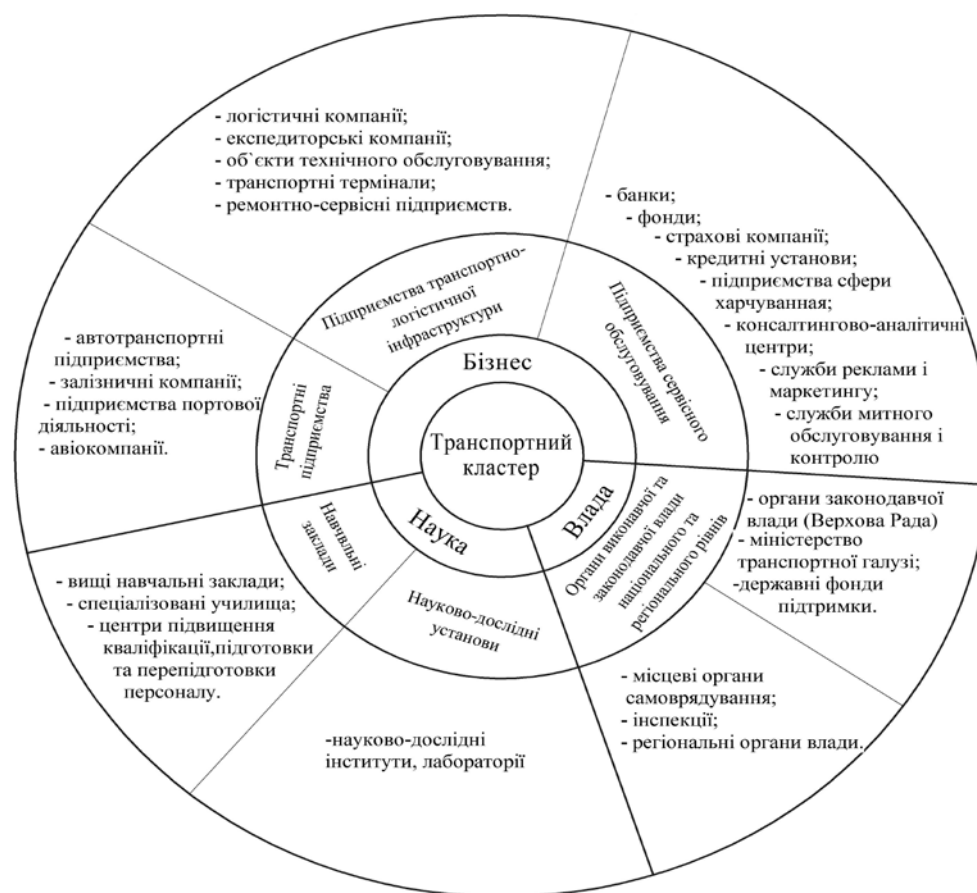 - логістичні компанії;
- експедиторські компанії;
- об`єкти технічного обслуговування;
- транспортні термінали;
- ремонтно-сервісні підприємств.
- банки;
- фонди;
- страхові компанії;
- кредитні установи;
- підприємства сфери
харчуванная;
- консалтингово-аналітичні
центри;
- служби реклами і
маркетингу;
- служби митного
обслуговування і
контролю
Підприємства транспортно-
логістичної
інфраструктури
Підприємства сервісного
обслуговування
- автотранспортні
підприємства;
- залізничні компанії;
- підприємства портової
діяльності;
- авіокомпанії.
Транспортні
підприємства
Бізнес
Транспортний
кластер
Наука
Влада
Навчвльні
заклади
Науково-дослідні
установи
Органи виконавчої та
законодавчої влади
національного та
регіонального рівнів
- органи законодавчої
влади (Верхова Рада)
- міністерство
транспортної галузі;
-державні фонди
підтримки.
- вищі навчальні заклади;
- спеціалізовані училища;
- центри підвищення
кваліфікації,підготовки
та перепідготовки
персоналу.
- місцеві органи
самоврядування;
- інспекції;
- регіональні органи влади.
-науково-дослідні
інститути, лабораторії